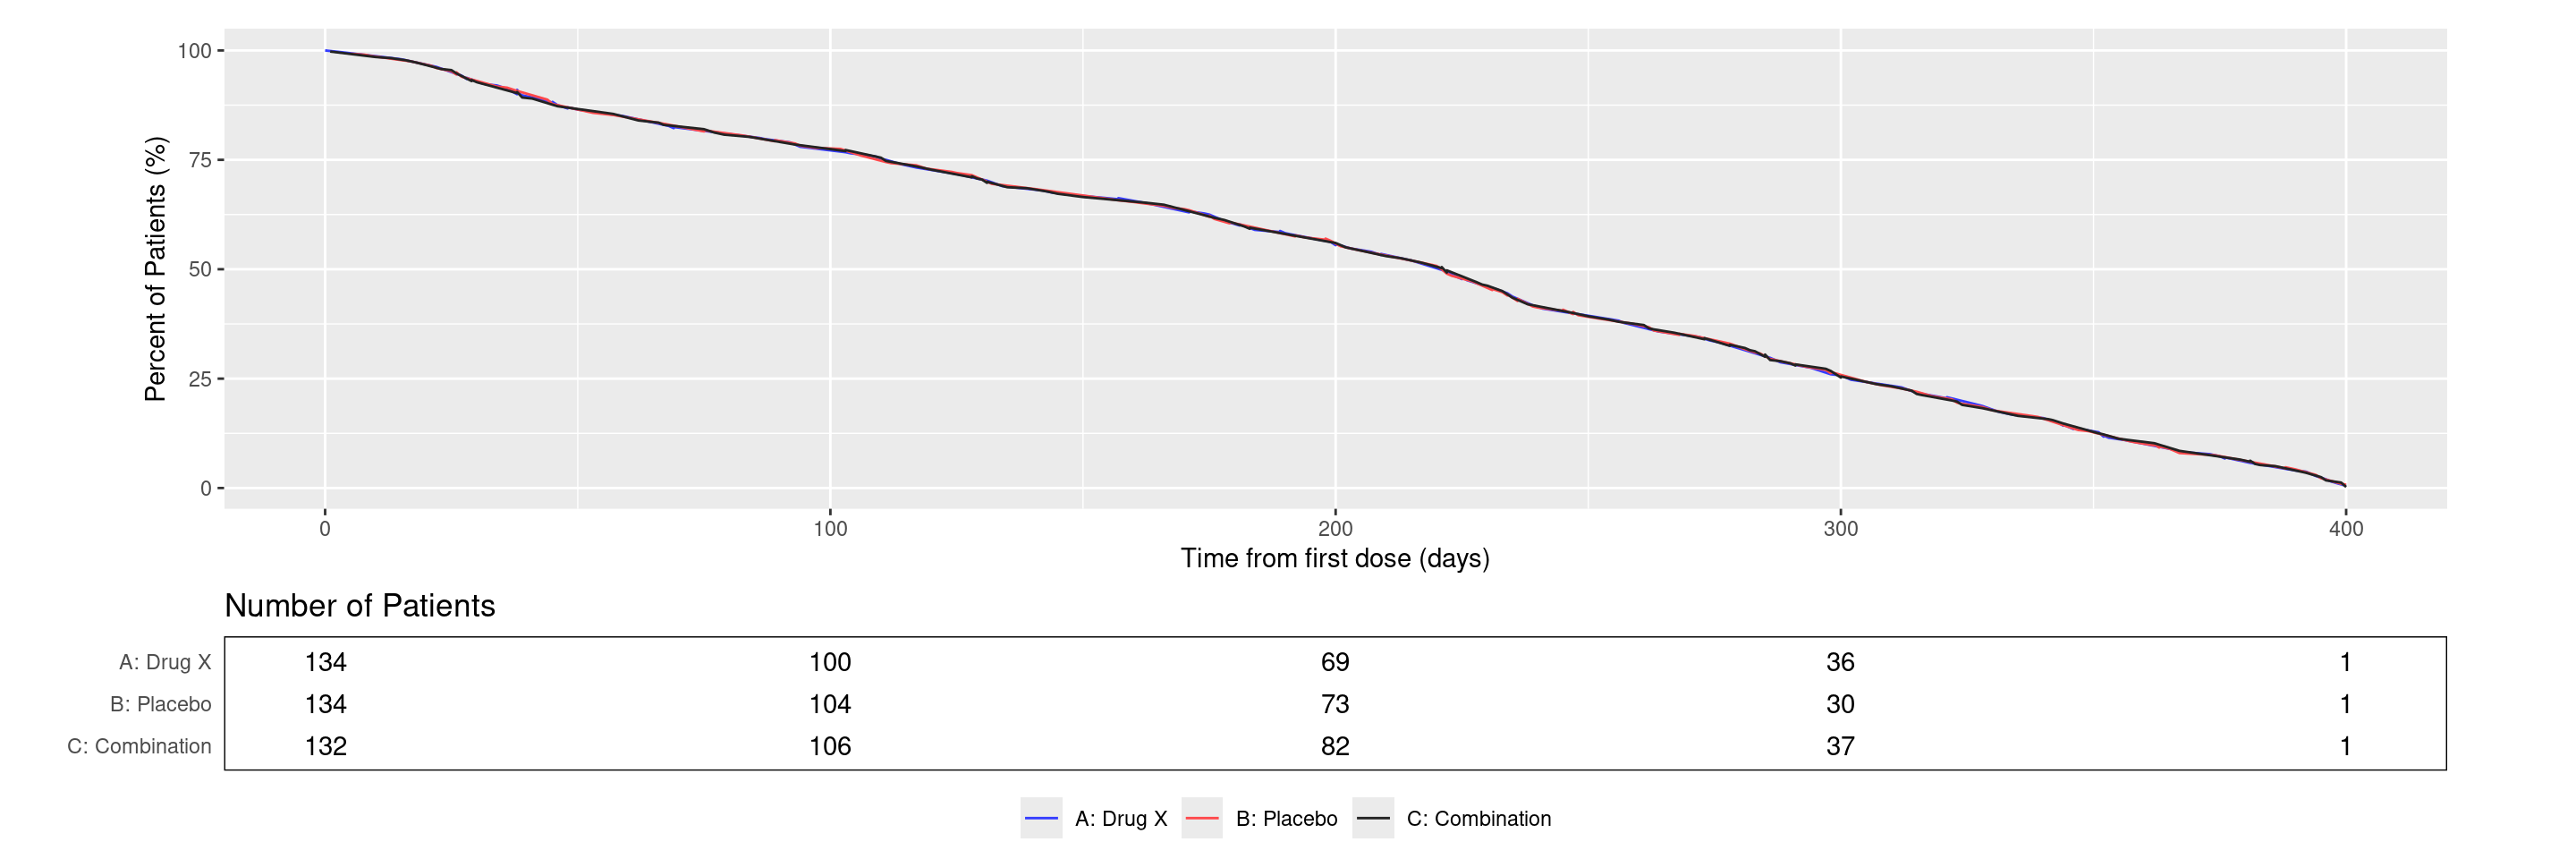 Percent of Patients (%)
100
75
50
25
0
0 100 200 300 400
Time from first dose (days)
Number of Patients
A: Drug X 134 100 69 36 1
B: Placebo 134 104 73 30 1
C: Combination 132 106 82 37 1
A: Drug X B: Placebo C: Combination